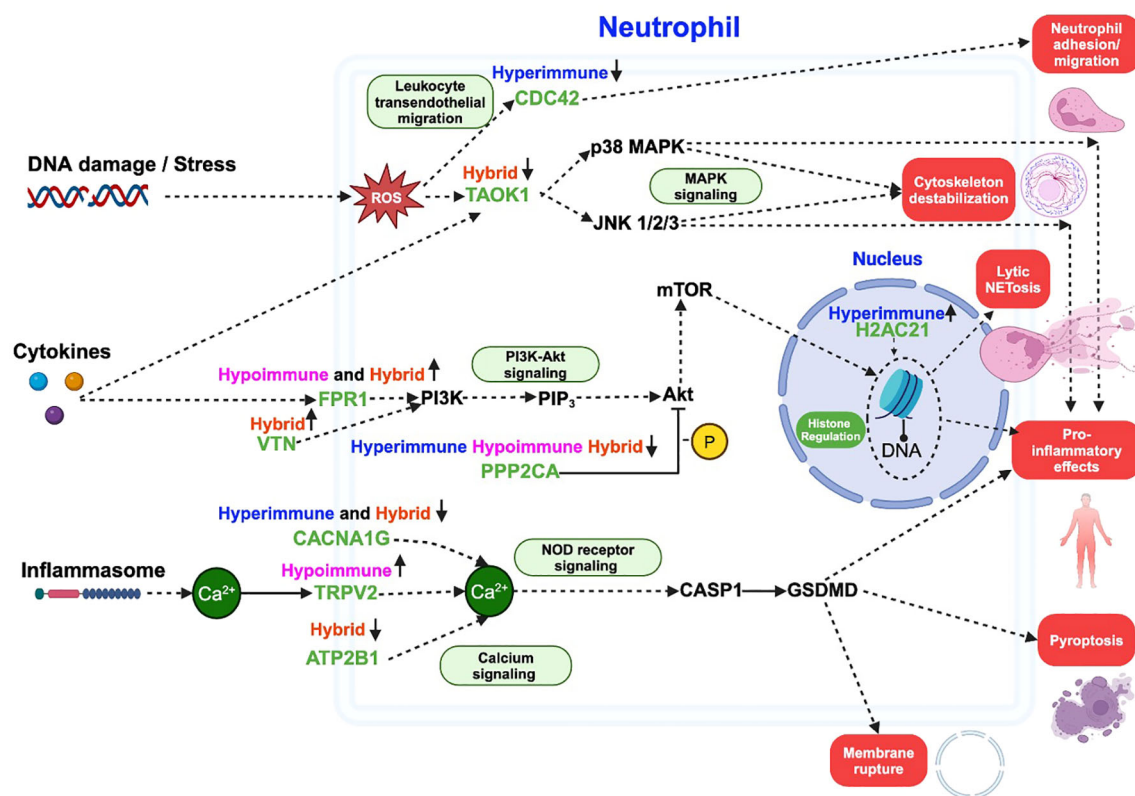 Neutrophil
Neutrophil
adhesion/
migration
Hyperimmune ↓
CDC42
Leukocyte
transendothelial
migration
DNA damage / Stress
ROS
Hybrid ↓
TAOK1
p38 MAPK
MAPK
signaling
JNK 1/2/3
Cytoskeleton
destabilization
Nucleus
Lytic
NETosis
mTOR
Hyperimmune ↑
H2AC21
Cytokines
PI3K-Akt
signaling
Hypoimmune and Hybrid ↑
FPR1
PI3K
PIP₃
Akt
Hybrid ↑
VTN
Histone
Regulation
DNA
Hyperimmune Hypoimmune Hybrid ↓
P
PPP2CA
Pro-
inflammatory
effects
Hyperimmune and Hybrid ↓
CACNA1G
NOD receptor
signaling
Inflammasome
Ca²⁺
Hypoimmune ↑
TRPV2
Ca²⁺
CASP1
GSDMD
Hybrid ↓
ATP2B1
Calcium
signaling
Pyroptosis
Membrane
rupture